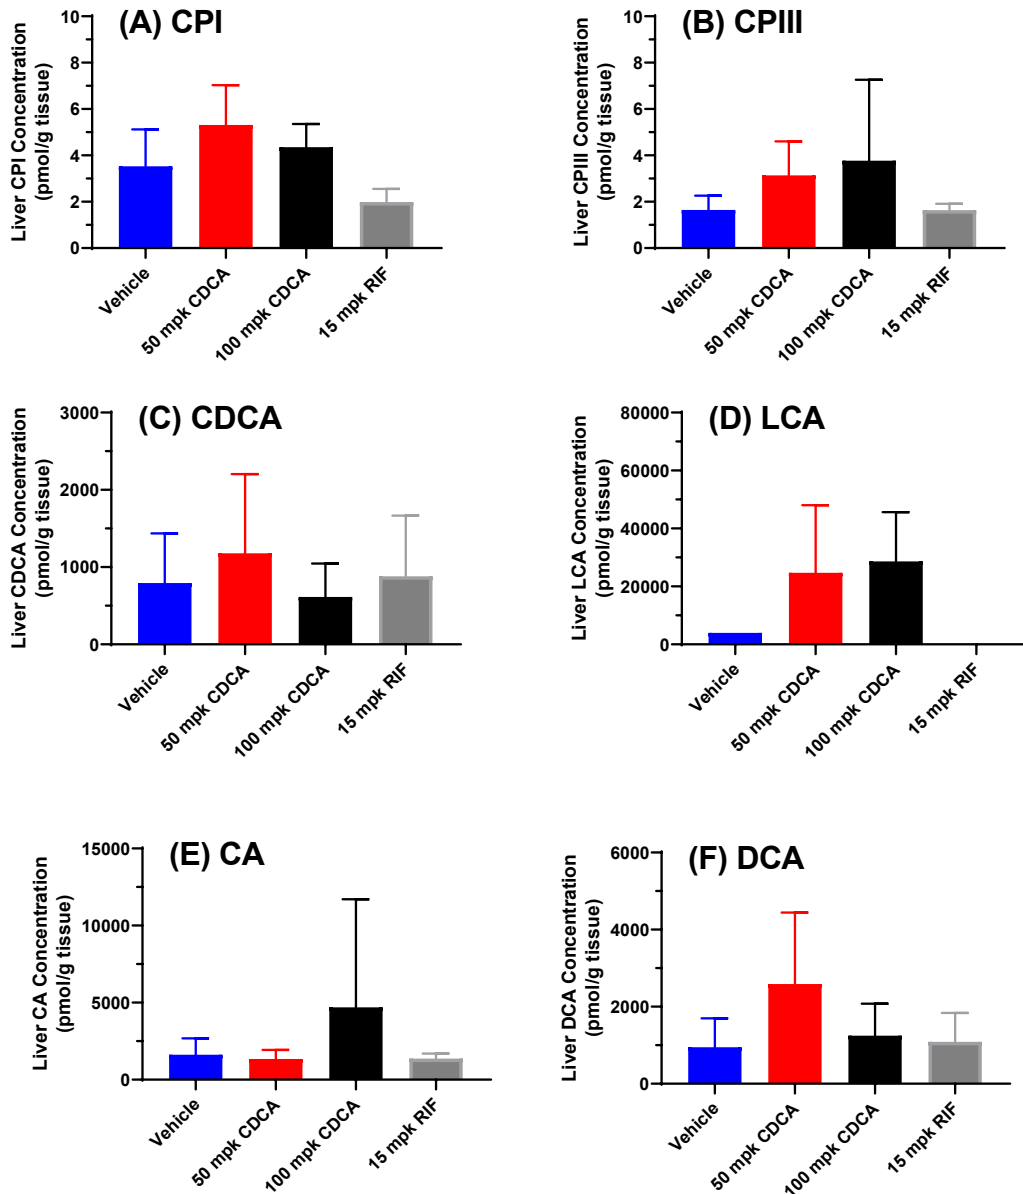 (A) CPI
Liver CPI Concentration
(pmol/g tissue)
10
8
6
4
2
0
Vehicle
50 mpk CDCA
100 mpk CDCA
15 mpk RIF
(B) CPIII
Liver CPIII Concentration
(pmol/g tissue)
10
8
6
4
2
0
Vehicle
50 mpk CDCA
100 mpk CDCA
15 mpk RIF
(C) CDCA
Liver CDCA Concentration
(pmol/g tissue)
3000
2000
1000
0
Vehicle
50 mpk CDCA
100 mpk CDCA
15 mpk RIF
(D) LCA
Liver LCA Concentration
(pmol/g tissue)
80000
60000
40000
20000
0
Vehicle
50 mpk CDCA
100 mpk CDCA
15 mpk RIF
(E) CA
Liver CA Concentration
(pmol/g tissue)
15000
10000
5000
0
Vehicle
50 mpk CDCA
100 mpk CDCA
15 mpk RIF
(F) DCA
Liver DCA Concentration
(pmol/g tissue)
6000
4000
2000
0
Vehicle
50 mpk CDCA
100 mpk CDCA
15 mpk RIF